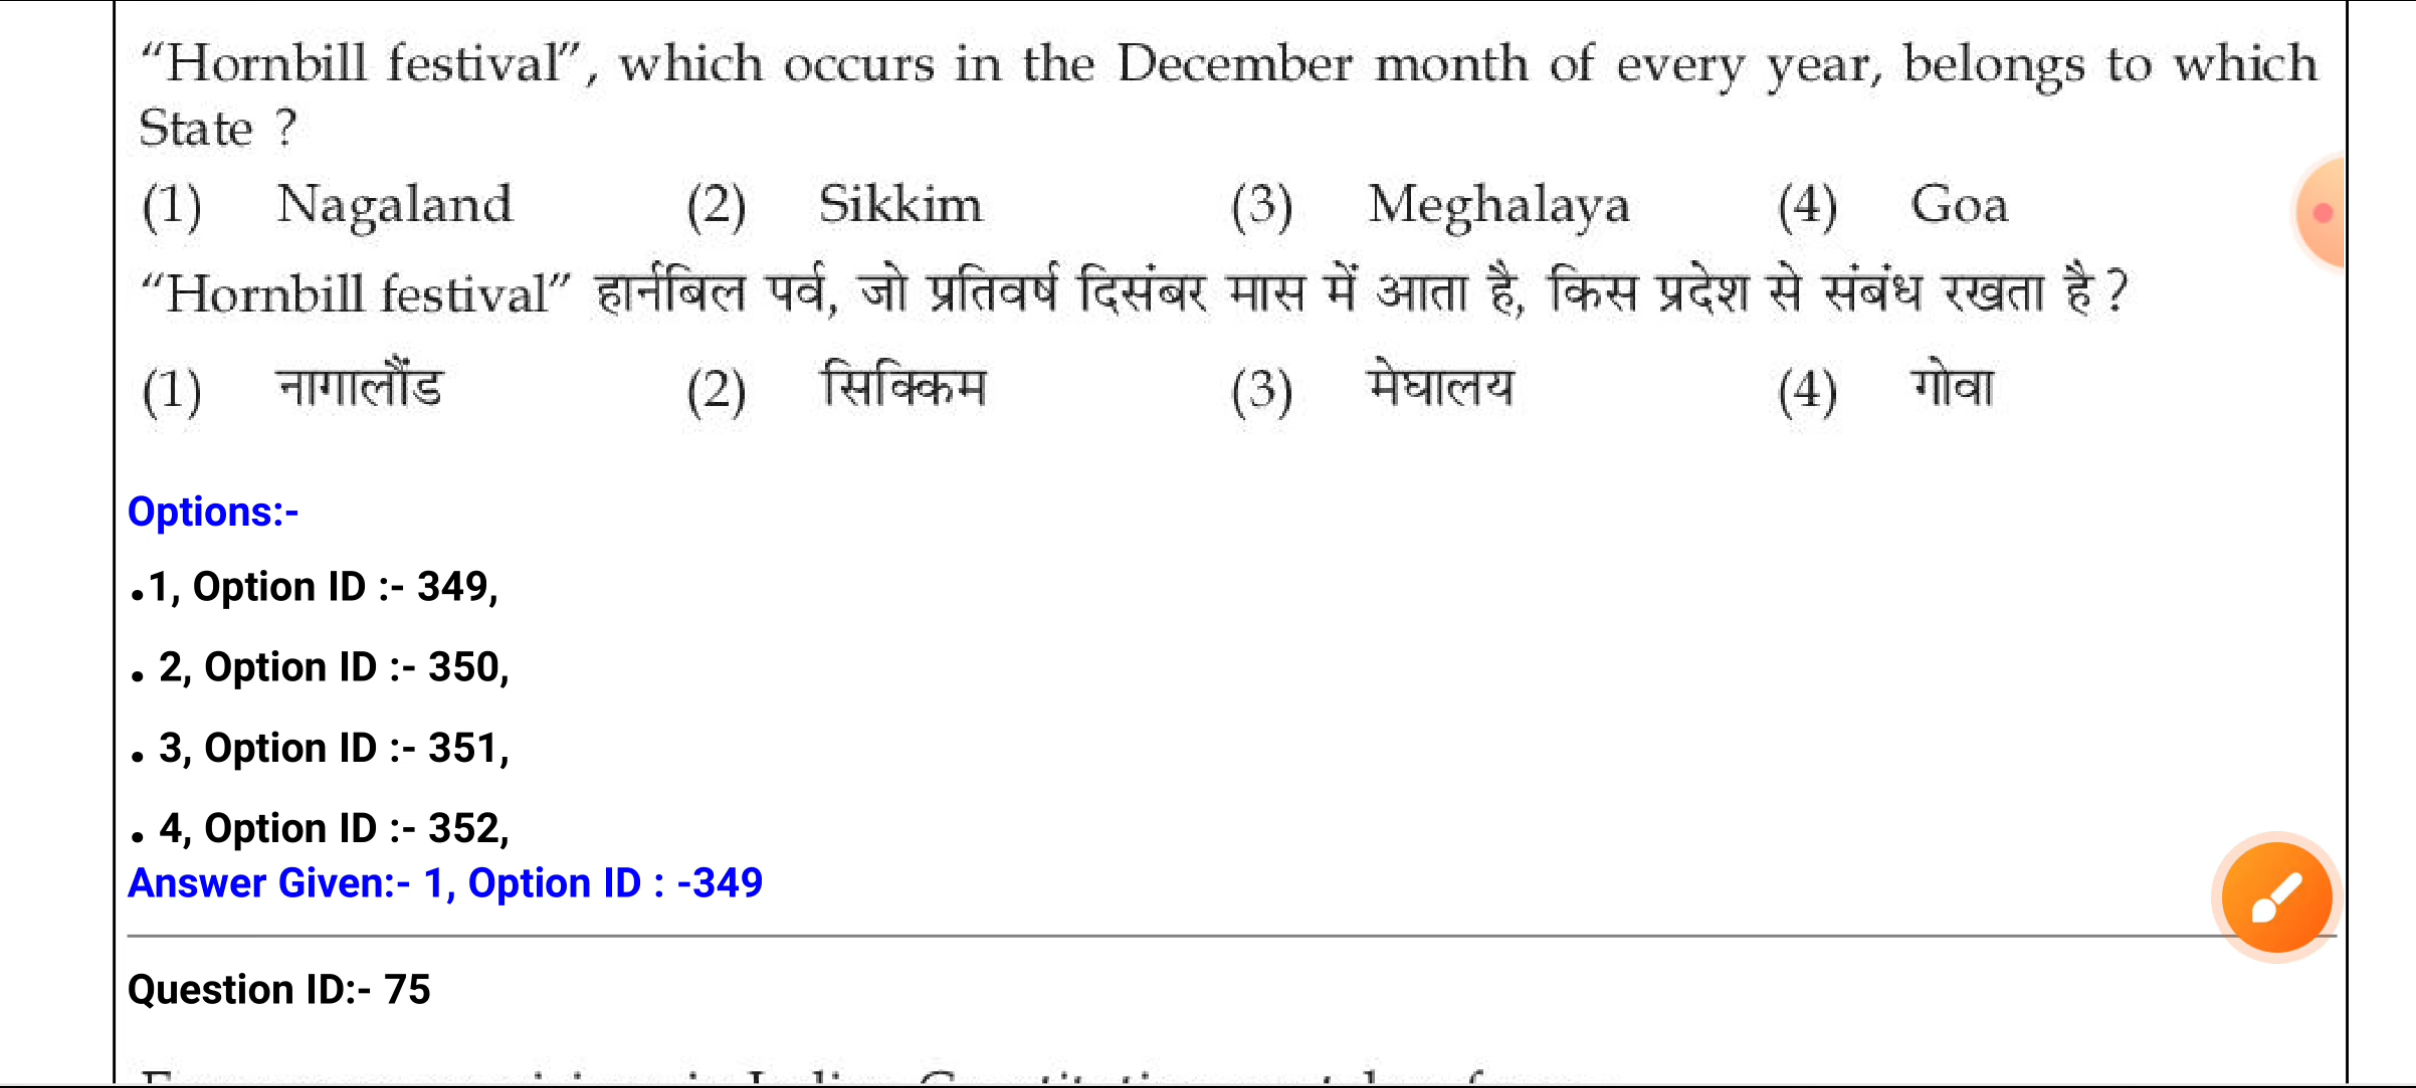 “Hornbill festival”, which occurs in the December month of every year, belongs to which
State ?
(1) Nagaland (2) Sikkim (3) Meghalaya (4) Goa
“Hornbill festival” हार्नबिल पर्व, जो प्रतिवर्ष दिसंबर मास में आता है, किस प्रदेश से संबंध रखता है ?
(1) नागालौंड (2) सिक्किम (3) मेघालय (4) गोवा
Options:-
.1, Option ID :- 349,
. 2, Option ID :- 350,
. 3, Option ID :- 351,
. 4, Option ID :- 352,
Answer Given:- 1, Option ID : -349
Question ID:- 75